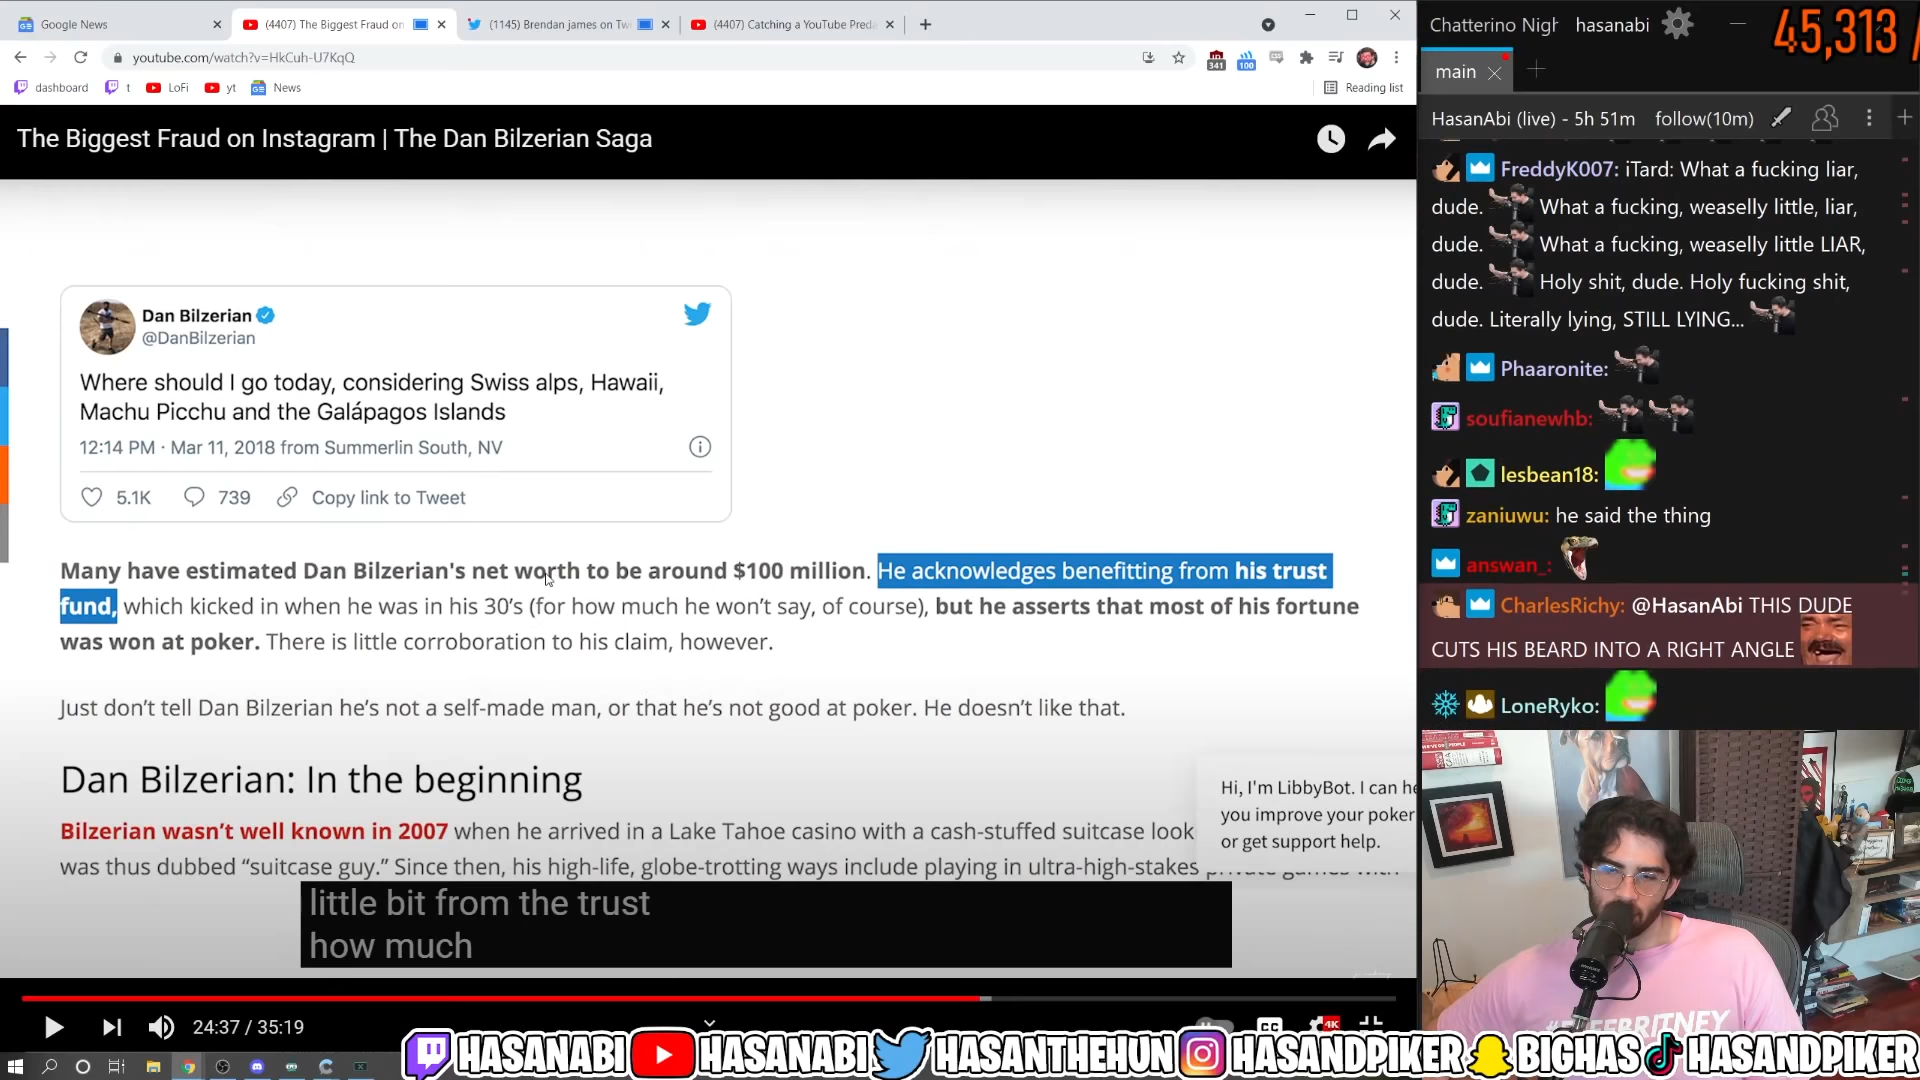 Google News
(4407) The Biggest Fraud on
(1145) Brendan james on Tw
(4407) Catching a YouTube Preda
youtube.com/watch?v=HkCuh-U7KqQ
341
100
dashboard
t
LoFi
yt
News
Reading list
The Biggest Fraud on Instagram | The Dan Bilzerian Saga
Dan Bilzerian
@DanBilzerian
Where should I go today, considering Swiss alps, Hawaii,
Machu Picchu and the Galápagos Islands
12:14 PM · Mar 11, 2018 from Summerlin South, NV
5.1K 739 Copy link to Tweet
Many have estimated Dan Bilzerian's net worth to be around $100 million. He acknowledges benefitting from his trust
fund, which kicked in when he was in his 30’s (for how much he won’t say, of course), but he asserts that most of his fortune
was won at poker. There is little corroboration to his claim, however.
Just don’t tell Dan Bilzerian he’s not a self-made man, or that he’s not good at poker. He doesn’t like that.
Dan Bilzerian: In the beginning
Bilzerian wasn’t well known in 2007 when he arrived in a Lake Tahoe casino with a cash-stuffed suitcase look
was thus dubbed “suitcase guy.” Since then, his high-life, globe-trotting ways include playing in ultra-high-stakes private games with
Hi, I'm LibbyBot. I can he
you improve your poker
or get support help.
little bit from the trust
how much
24:37 / 35:19
CC
4K
Chatterino Nigh
hasanabi
45,313 /
main
HasanAbi (live) - 5h 51m follow(10m)
FreddyK007: iTard: What a fucking liar,
dude. What a fucking, weaselly little, liar,
dude. What a fucking, weaselly little LIAR,
dude. Holy shit, dude. Holy fucking shit,
dude. Literally lying, STILL LYING...
Phaaronite:
soufianewhb:
lesbean18:
zaniuwu: he said the thing
answan_:
CharlesRichy: @HasanAbi THIS DUDE
CUTS HIS BEARD INTO A RIGHT ANGLE
LoneRyko:
HASANABI HASANABI HASANTHEHUN HASANDPIKER BIGHAS HASANDPIKER